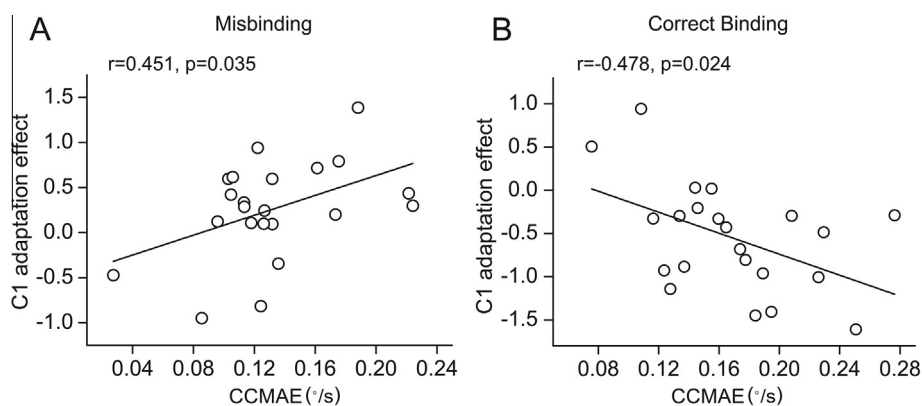 A
Misbinding
r=0.451, p=0.035
C1 adaptation effect
1.5
1.0
0.5
0.0
-0.5
-1.0
0.04 0.08 0.12 0.16 0.20 0.24
CCMAE(°/s)
B
Correct Binding
r=-0.478, p=0.024
C1 adaptation effect
1.0
0.5
0.0
-0.5
-1.0
-1.5
0.08 0.12 0.16 0.20 0.24 0.28
CCMAE(°/s)